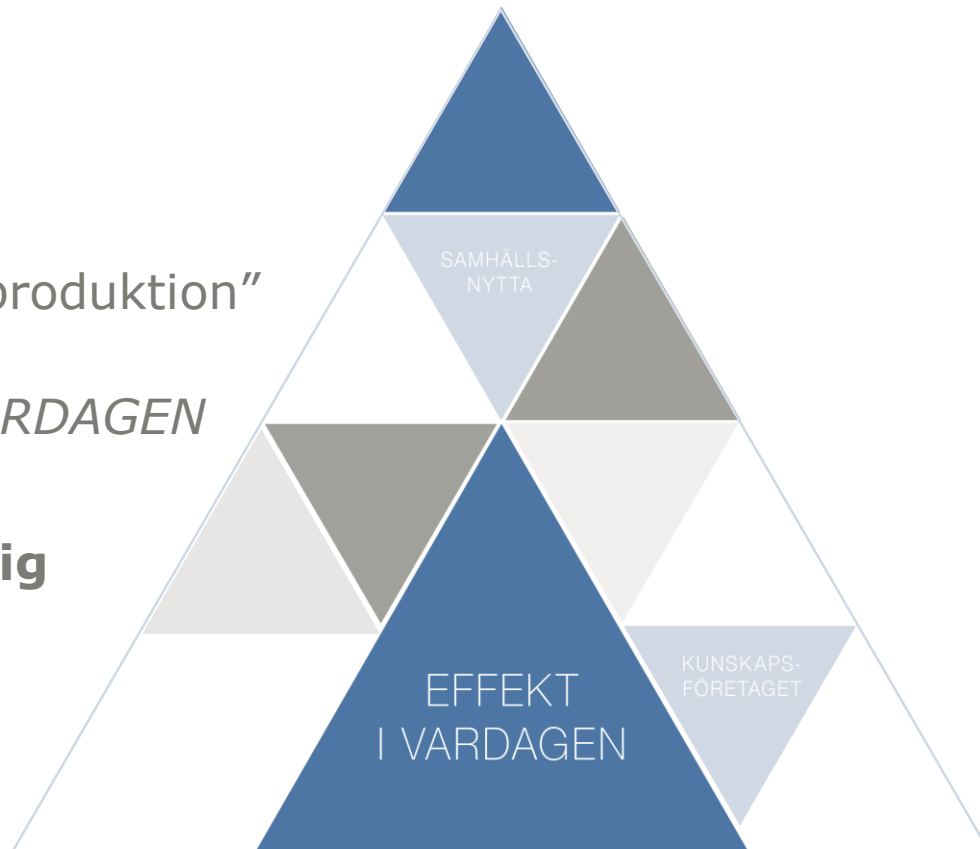 produktion”
RDAGEN
ig
SAMHÄLLS-
NYTTA
KUNSKAPS-
FÖRETAGET
EFFEKT
I VARDAGEN